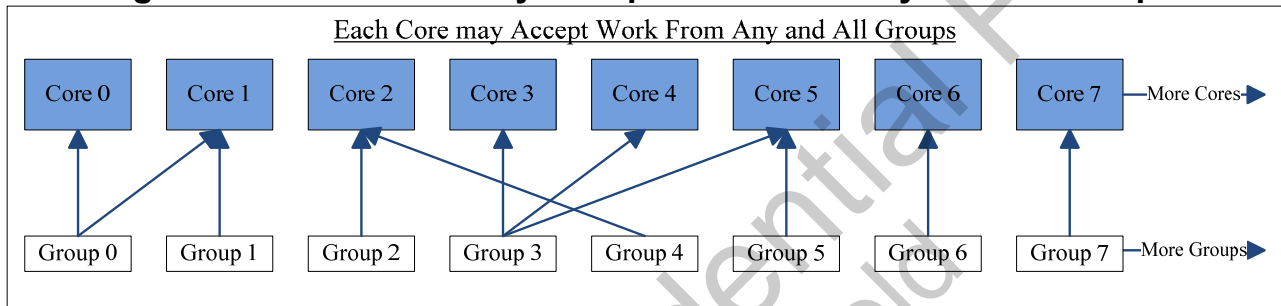 Each Core may Accept Work From Any and All Groups
Core 0 Core 1 Core 2 Core 3 Core 4 Core 5 Core 6 Core 7 More Cores
Group 0 Group 1 Group 2 Group 3 Group 4 Group 5 Group 6 Group 7 More Groups